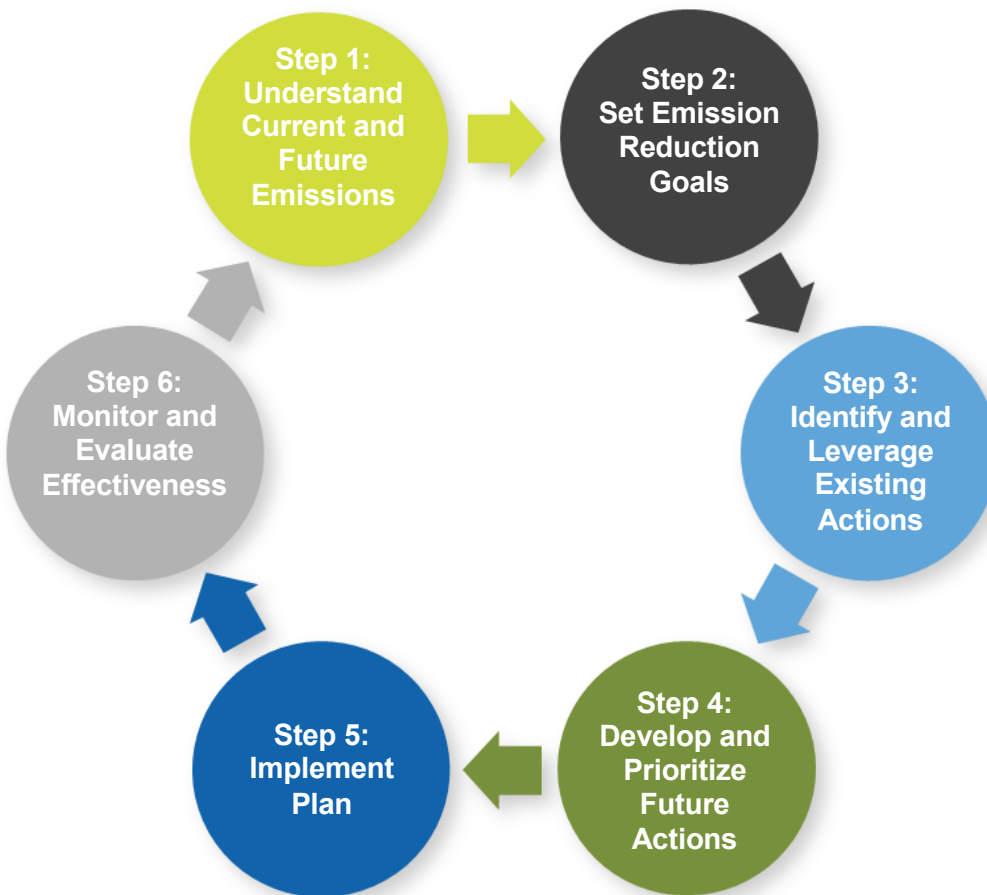 Step 1:
Understand
Current and
Future
Emissions
Step 2:
Set Emission
Reduction
Goals
Step 3:
Identify and
Leverage
Existing
Actions
Step 4:
Develop and
Prioritize
Future
Actions
Step 5:
Implement
Plan
Step 6:
Monitor and
Evaluate
Effectiveness